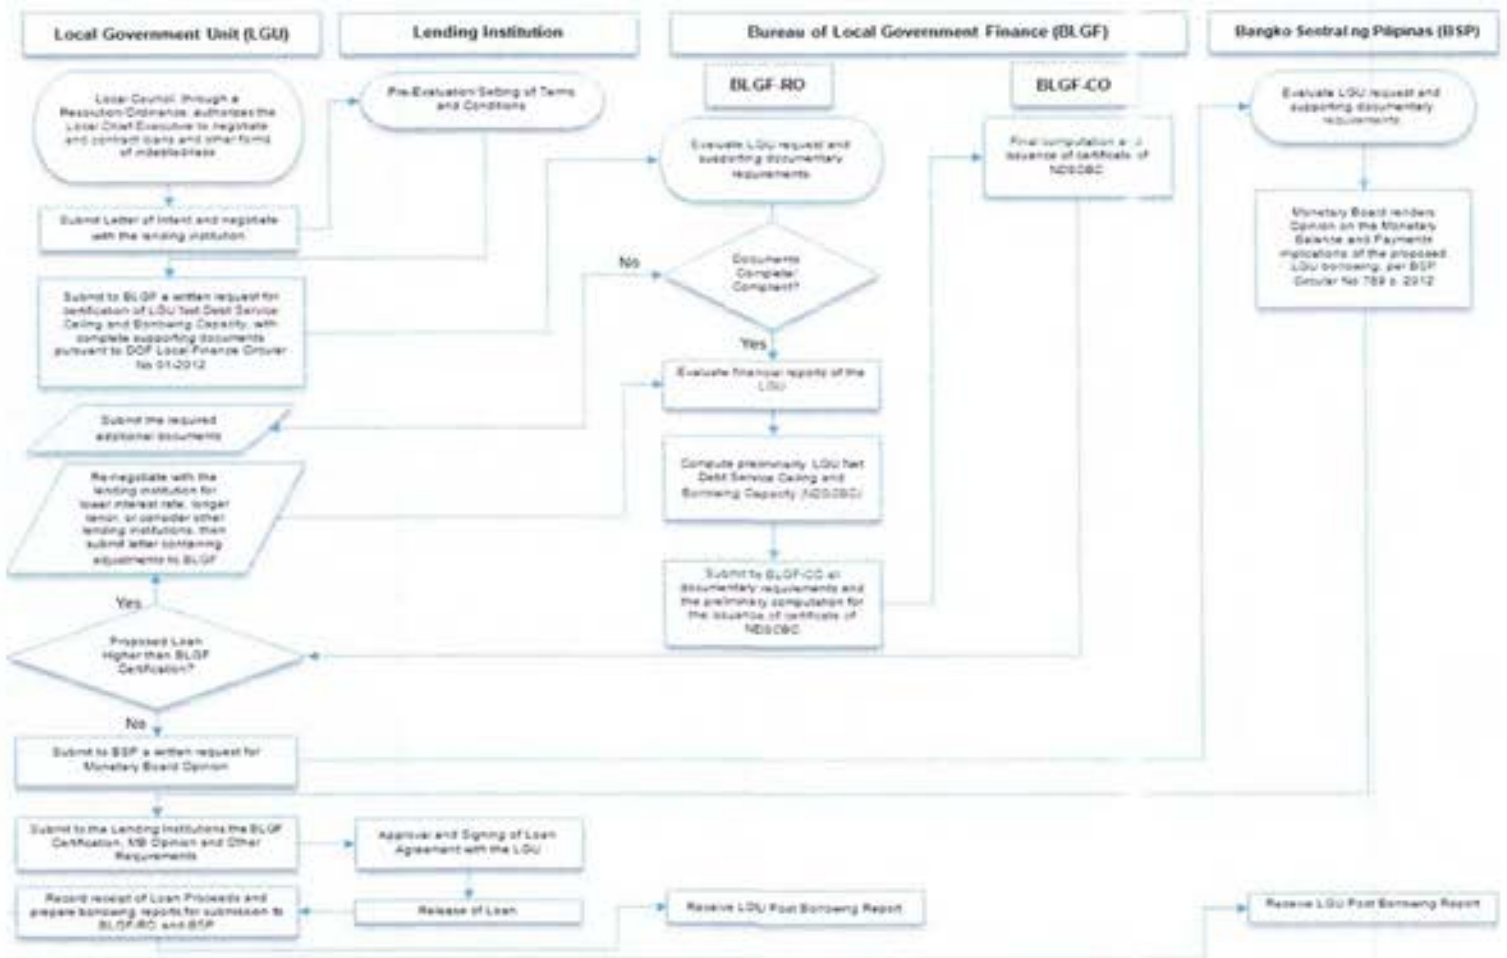 Local Government Unit (LGU)
Lending Institution
Bureau of Local Government Finance (BLGF)
Bangko Sentral ng Pilipinas (BSP)
BLGF-RO
BLGF-CO
Local Council, through a
Resolution/Ordinance, authorizes the
Local Chief Executive to negotiate
and contract loans and other forms
of indebtedness
Pre-Evaluation/Setting of Terms
and Conditions
Evaluate LGU request and
supporting documentary
requirements
Final computation and
issuance of certificate of
NDSCBC
Evaluate LGU request and
supporting documentary
requirements
Submit Letter of Intent and negotiate
with the lending institution
Monetary Board renders
Opinion on the Monetary
Balance and Payments
implications of the proposed
LGU borrowing, per BSP
Circular No 789 s. 2012
No
Documents
Complete/
Compliant?
Submit to BLGF a written request for
certification of LGU Net Debt Service
Ceiling and Borrowing Capacity, with
complete supporting documents
pursuant to DOF Local Finance Circular
No 01-2012
Yes
Evaluate financial reports of the
LGU
Submit the required
additional documents
Compute preliminarily LGU Net
Debt Service Ceiling and
Borrowing Capacity (NDSCBC)
Re-negotiate with the
lending institution for
lower interest rate, longer
tenor, or consider other
lending institutions, then
submit letter containing
adjustments to BLGF
Submit to BLGF-CO all
documentary requirements and
the preliminary computation for
the issuance of certificate of
NDSCBC
Yes
Proposed Loan
Higher than BLGF
Certification?
No
Submit to BSP a written request for
Monetary Board Opinion
Submit to the Lending Institutions the BLGF
Certification, MB Opinion and Other
Requirements
Approval and Signing of Loan
Agreement with the LGU
Record receipt of Loan Proceeds and
prepare borrowing reports for submission to
BLGF-RO and BSP
Release of Loan
Receive LGU Post Borrowing Report
Receive LGU Post Borrowing Report